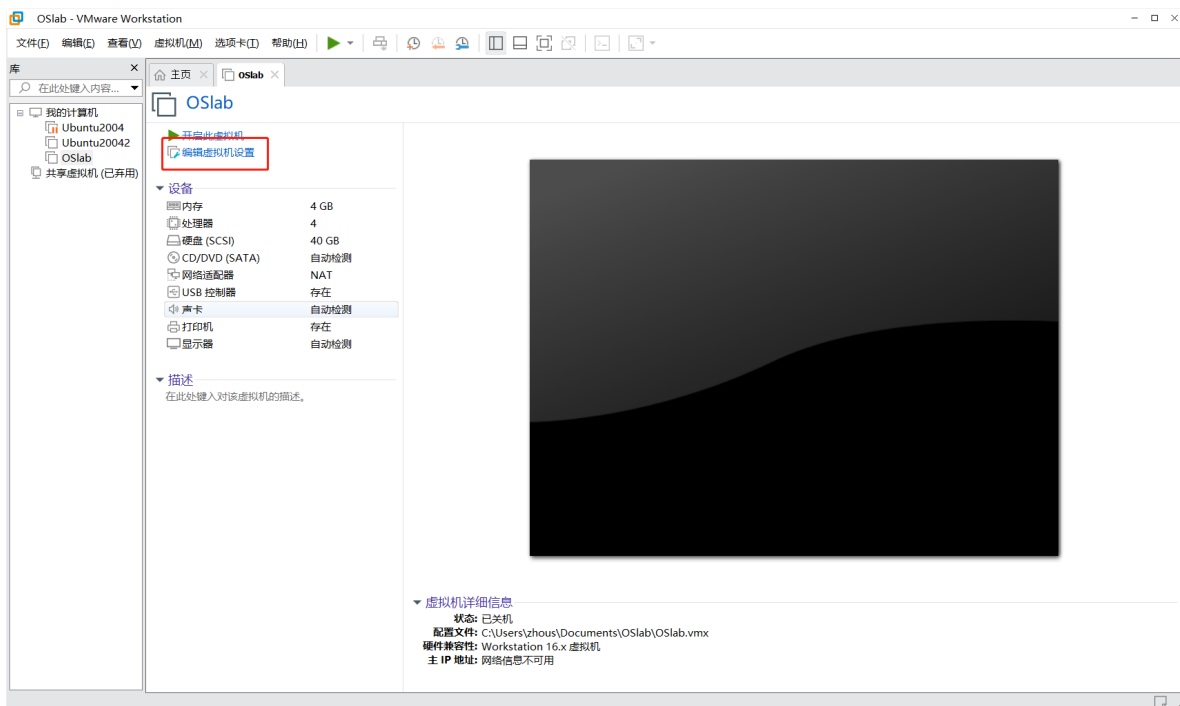 OSlab - VMware Workstation
文件(F) 编辑(E) 查看(V) 虚拟机(M) 选项卡(T) 帮助(H)
库
在此处键入内容...
我的计算机
Ubuntu2004
Ubuntu20042
OSlab
共享虚拟机 (已弃用)
主页
OSlab
OSlab
开启此虚拟机
编辑虚拟机设置
设备
内存 4 GB
处理器 4
硬盘 (SCSI) 40 GB
CD/DVD (SATA) 自动检测
网络适配器 NAT
USB 控制器 存在
声卡 自动检测
打印机 存在
显示器 自动检测
描述
在此处键入对该虚拟机的描述。
虚拟机详细信息
状态: 已关机
配置文件: C:\Users\zhous\Documents\OSlab\OSlab.vmx
硬件兼容性: Workstation 16.x 虚拟机
主 IP 地址: 网络信息不可用